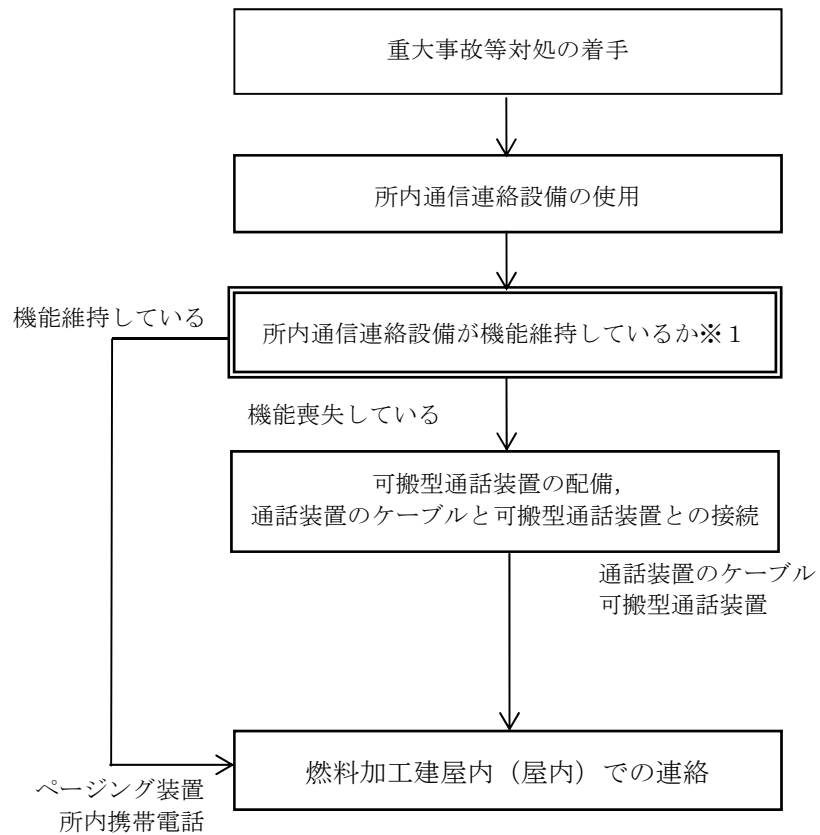 重大事故等対処の着手
所内通信連絡設備の使用
機能維持している
所内通信連絡設備が機能維持しているか※１
機能喪失している
可搬型通話装置の配備，
通話装置のケーブルと可搬型通話装置との接続
通話装置のケーブル
可搬型通話装置
燃料加工建屋内（屋内）での連絡
ページング装置
所内携帯電話